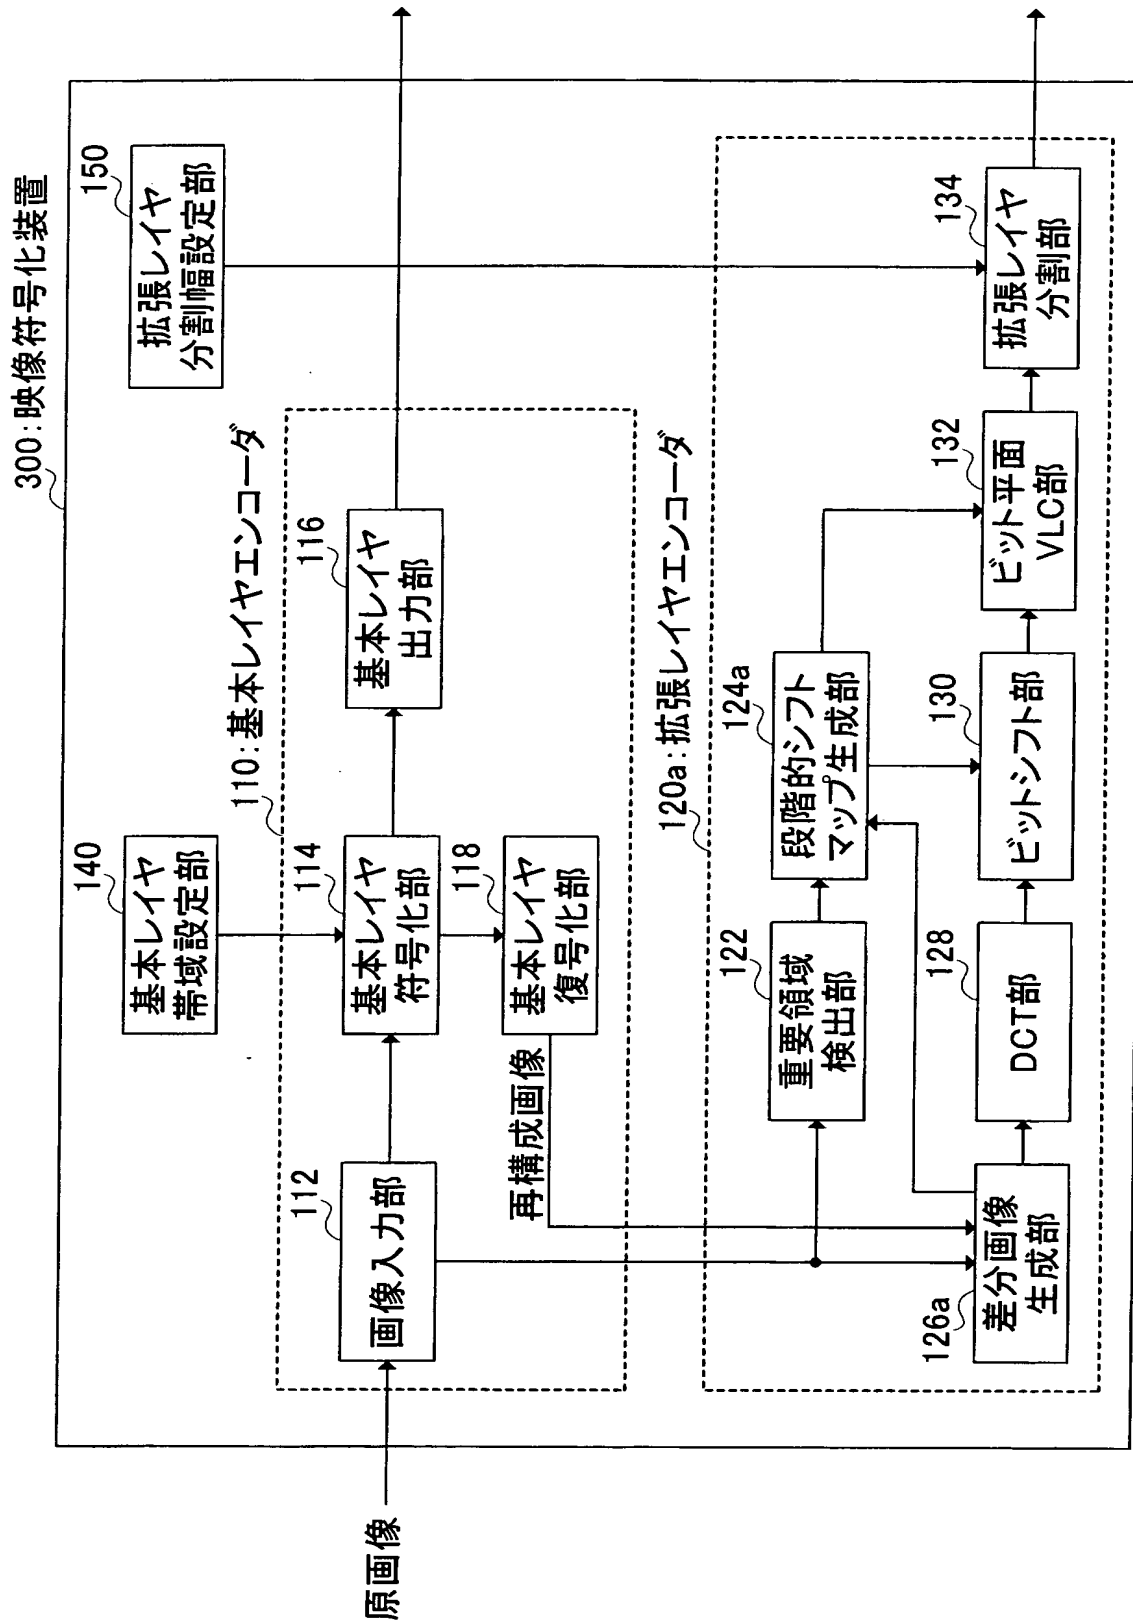 300:映像符号化装置
140
基本レイヤ
帯域設定部
150
拡張レイヤ
分割幅設定部
110:基本レイヤエンコーダ
原画像
112
画像入力部
114
基本レイヤ
符号化部
116
基本レイヤ
出力部
118
基本レイヤ
復号化部
再構成画像
120a:拡張レイヤエンコーダ
122
重要領域
検出部
124a
段階的シフト
マップ生成部
126a
差分画像
生成部
128
DCT部
130
ビットシフト部
132
ビット平面
VLC部
134
拡張レイヤ
分割部